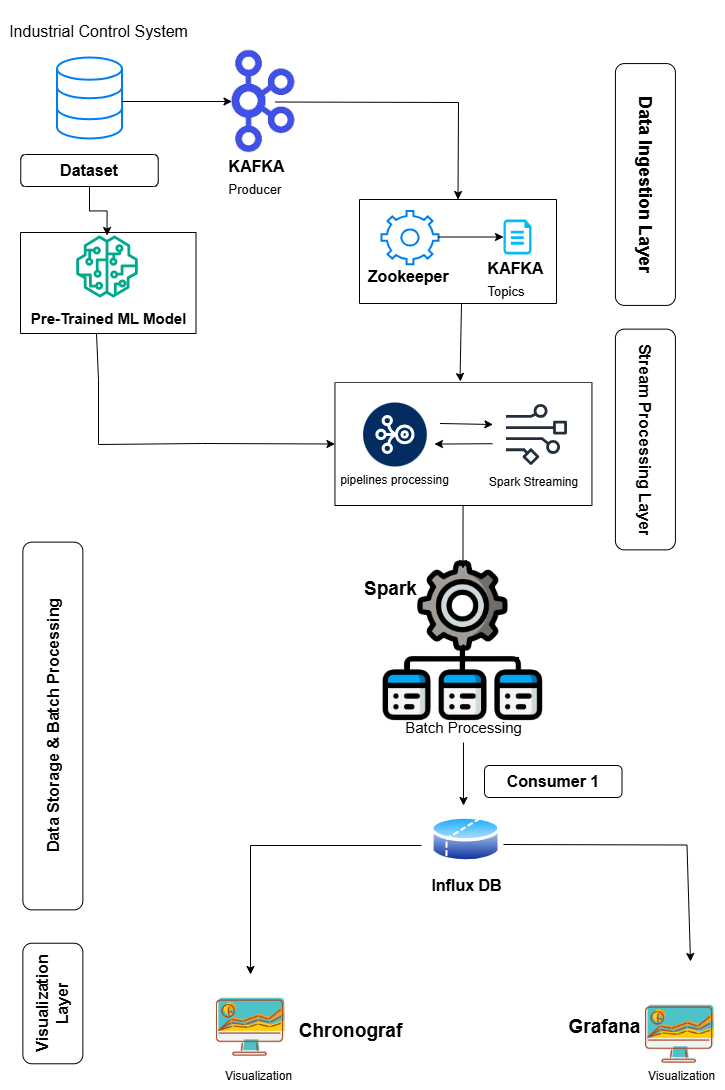 Industrial Control System
Dataset
KAFKA
Producer
Data Ingestion Layer
Zookeeper
KAFKA
Topics
Pre-Trained ML Model
Stream Processing Layer
pipelines processing
Spark Streaming
Spark
Batch Processing
Data Storage & Batch Processing
Consumer 1
Influx DB
Visualization
Layer
Chronograf
Visualization
Grafana
Visualization